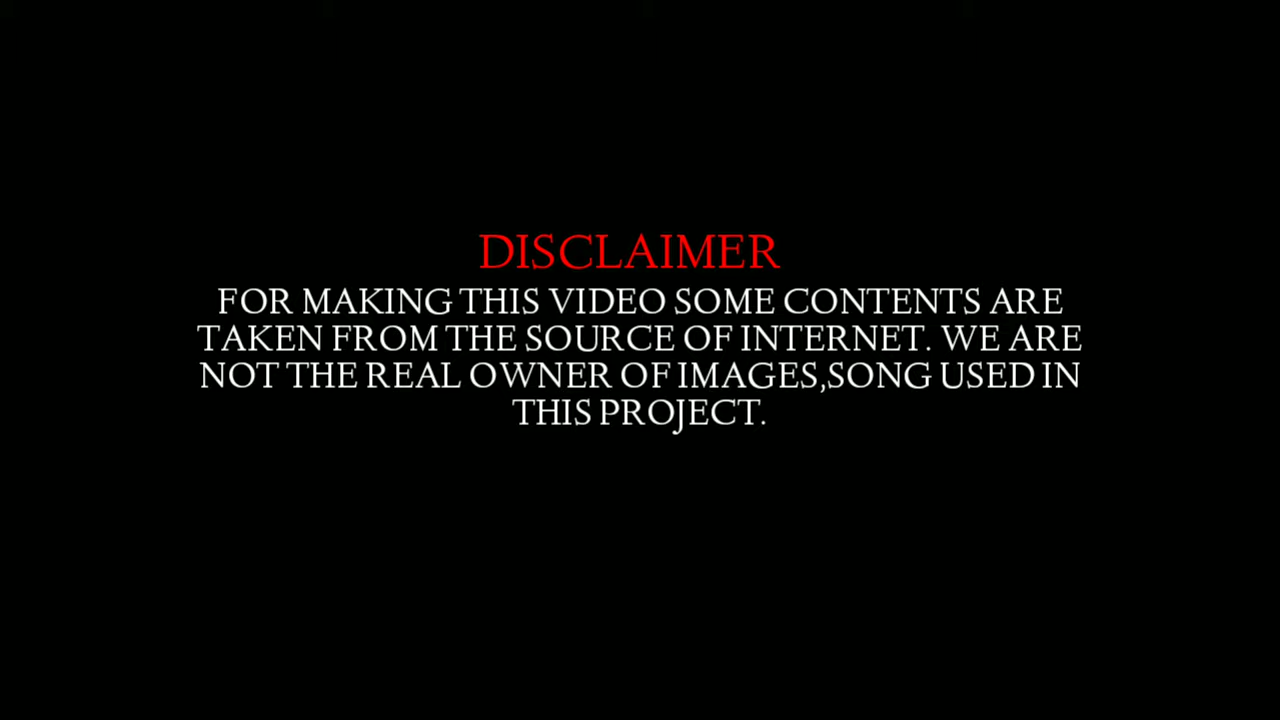 DISCLAIMER
FOR MAKING THIS VIDEO SOME CONTENTS ARE
TAKEN FROM THE SOURCE OF INTERNET. WE ARE
NOT THE REAL OWNER OF IMAGES,SONG USED IN
THIS PROJECT.